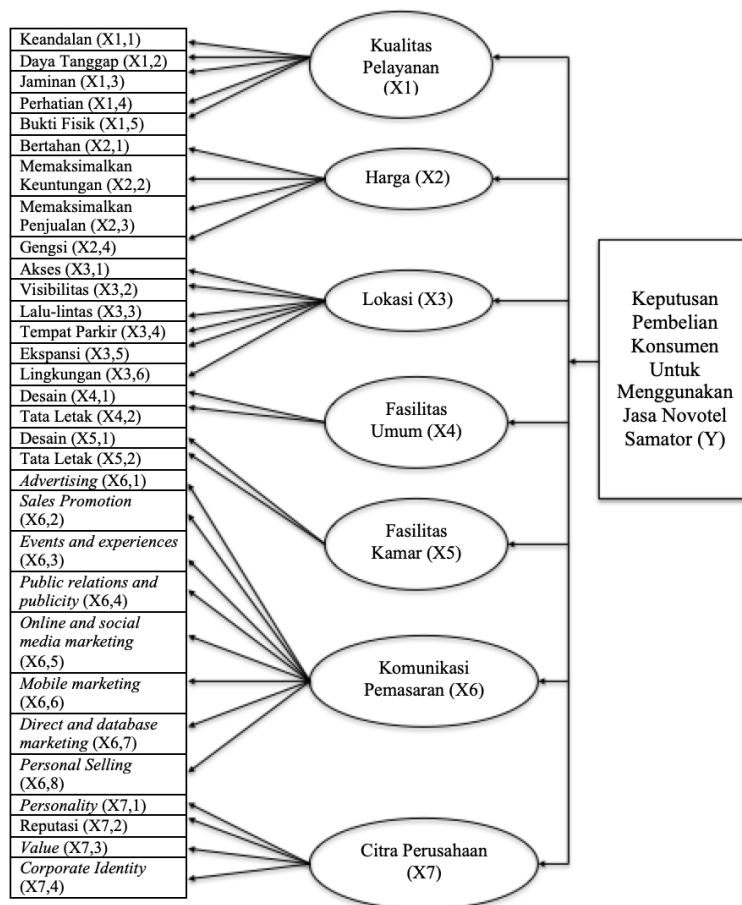 Keandalan (X1,1)
Daya Tanggap (X1,2)
Jaminan (X1,3)
Perhatian (X1,4)
Bukti Fisik (X1,5)
Bertahan (X2,1)
Memaksimalkan
Keuntungan (X2,2)
Memaksimalkan
Penjualan (X2,3)
Gengsi (X2,4)
Akses (X3,1)
Visibilitas (X3,2)
Lalu-lintas (X3,3)
Tempat Parkir (X3,4)
Ekspansi (X3,5)
Lingkungan (X3,6)
Desain (X4,1)
Tata Letak (X4,2)
Desain (X5,1)
Tata Letak (X5,2)
Advertising (X6,1)
Sales Promotion
(X6,2)
Events and experiences
(X6,3)
Public relations and
publicity (X6,4)
Online and social
media marketing
(X6,5)
Mobile marketing
(X6,6)
Direct and database
marketing (X6,7)
Personal Selling
(X6,8)
Personality (X7,1)
Reputasi (X7,2)
Value (X7,3)
Corporate Identity
(X7,4)
Kualitas
Pelayanan
(X1)
Harga (X2)
Lokasi (X3)
Fasilitas
Umum (X4)
Fasilitas
Kamar (X5)
Komunikasi
Pemasaran (X6)
Citra Perusahaan
(X7)
Keputusan
Pembelian
Konsumen
Untuk
Menggunakan
Jasa Novotel
Samator (Y)